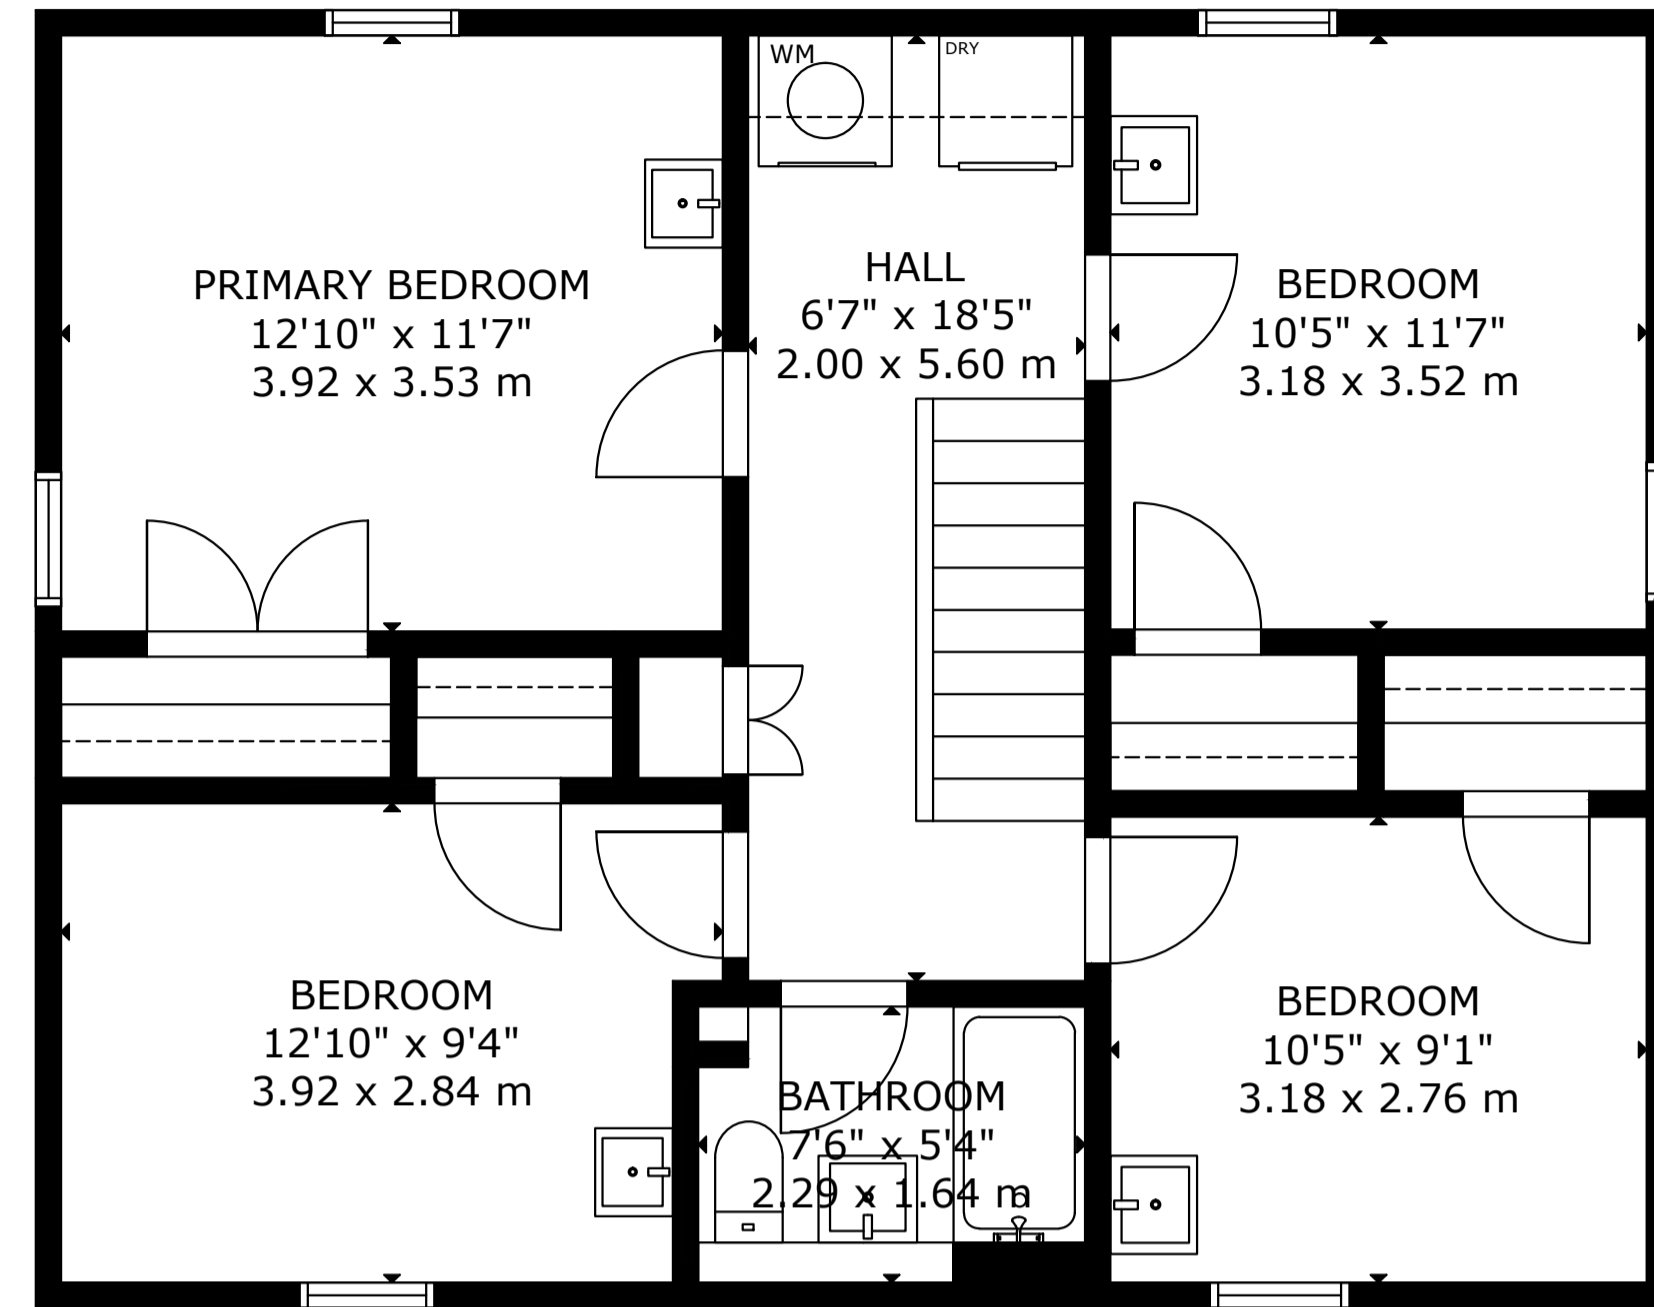 WM
DRY
PRIMARY BEDROOM
12'10" x 11'7"
3.92 x 3.53 m
HALL
6'7" x 18'5"
2.00 x 5.60 m
BEDROOM
10'5" x 11'7"
3.18 x 3.52 m
BEDROOM
12'10" x 9'4"
3.92 x 2.84 m
BATHROOM
7'6" x 5'4"
2.29 x 1.64 m
BEDROOM
10'5" x 9'1"
3.18 x 2.76 m